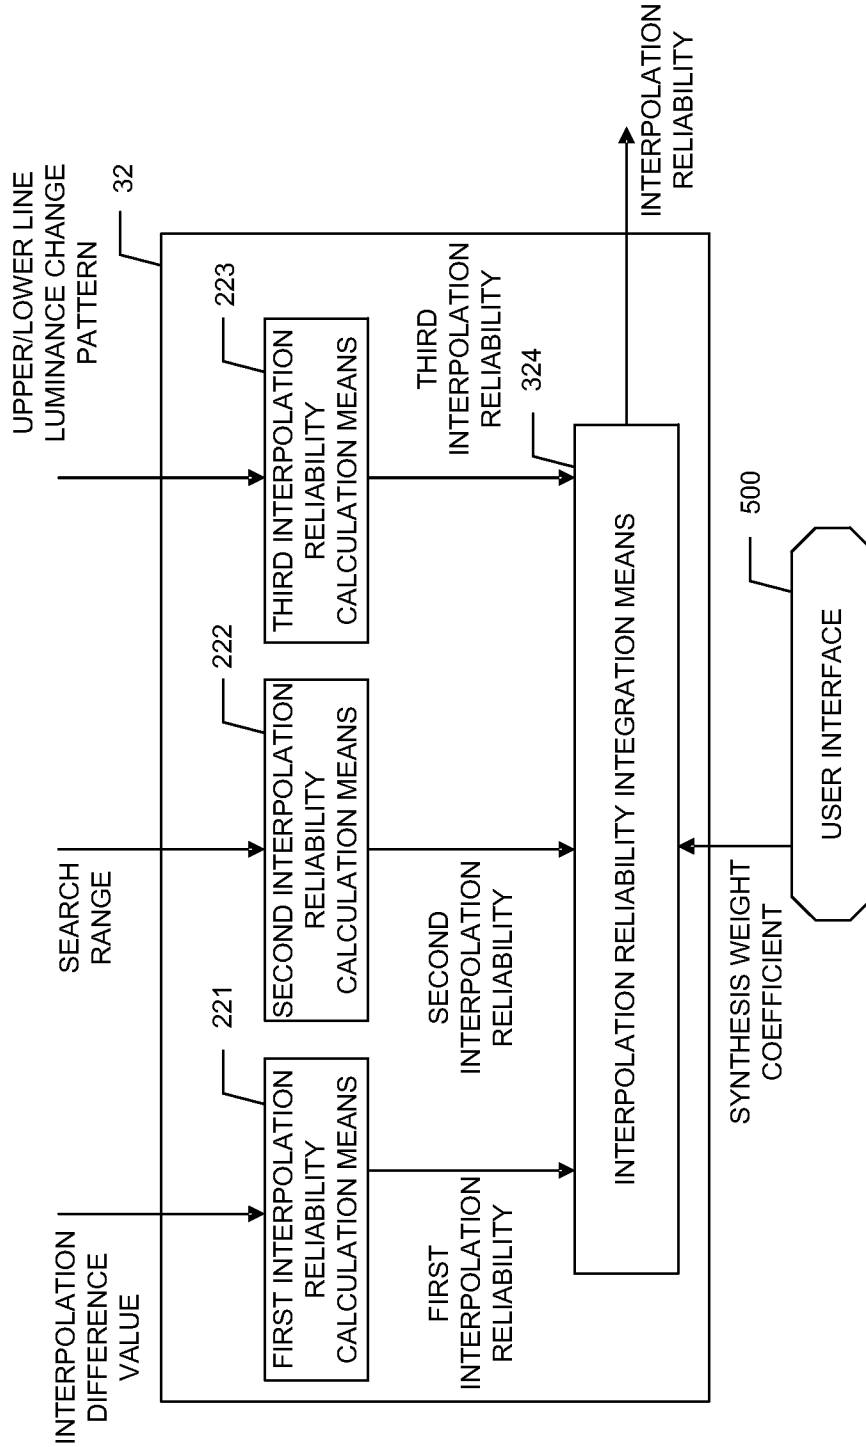 INTERPOLATION
DIFFERENCE
VALUE
SEARCH
RANGE
UPPER/LOWER LINE
LUMINANCE CHANGE
PATTERN
32
221
FIRST INTERPOLATION
RELIABILITY
CALCULATION MEANS
222
SECOND INTERPOLATION
RELIABILITY
CALCULATION MEANS
223
THIRD INTERPOLATION
RELIABILITY
CALCULATION MEANS
FIRST
INTERPOLATION
RELIABILITY
SECOND
INTERPOLATION
RELIABILITY
THIRD
INTERPOLATION
RELIABILITY
324
INTERPOLATION RELIABILITY INTEGRATION MEANS
INTERPOLATION
RELIABILITY
SYNTHESIS WEIGHT
COEFFICIENT
500
USER INTERFACE